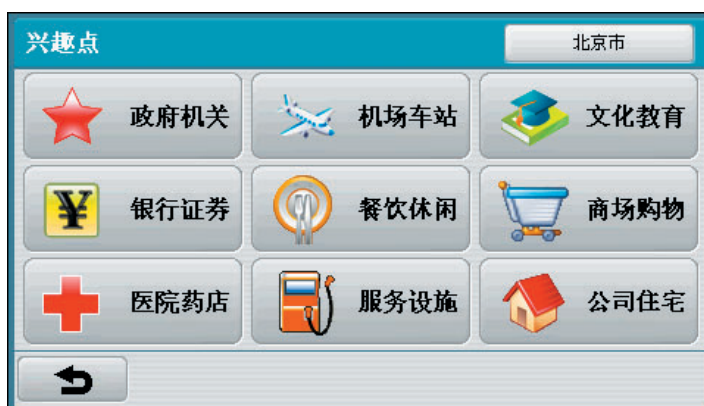 兴趣点 北京市
政府机关 机场车站 文化教育
银行证券 餐饮休闲 商场购物
医院药店 服务设施 公司住宅